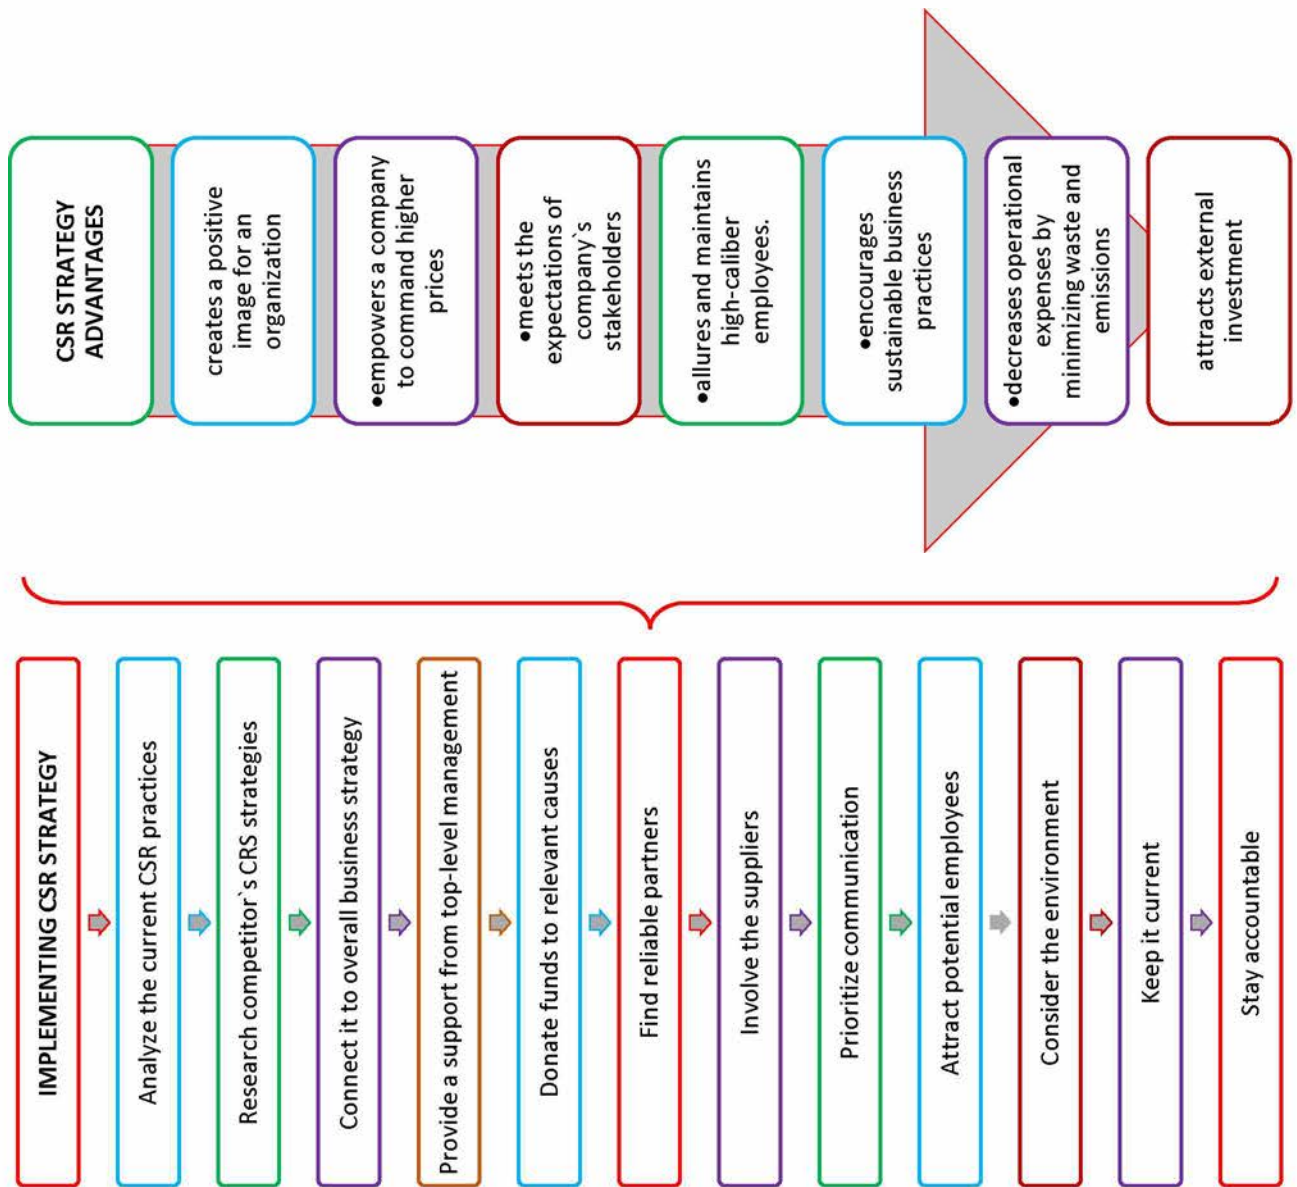 IMPLEMENTING CSR STRATEGY
Analyze the current CSR practices
Research competitor`s CRS strategies
Connect it to overall business strategy
Provide a support from top-level management
Donate funds to relevant causes
Find reliable partners
Involve the suppliers
Prioritize communication
Attract potential employees
Consider the environment
Keep it current
Stay accountable
CSR STRATEGY
ADVANTAGES
creates a positive
image for an
organization
•empowers a company
to command higher
prices
•meets the
expectations of
company`s
stakeholders
•allures and maintains
high-caliber
employees.
•encourages
sustainable business
practices
•decreases operational
expenses by
minimizing waste and
emissions
attracts external
investment